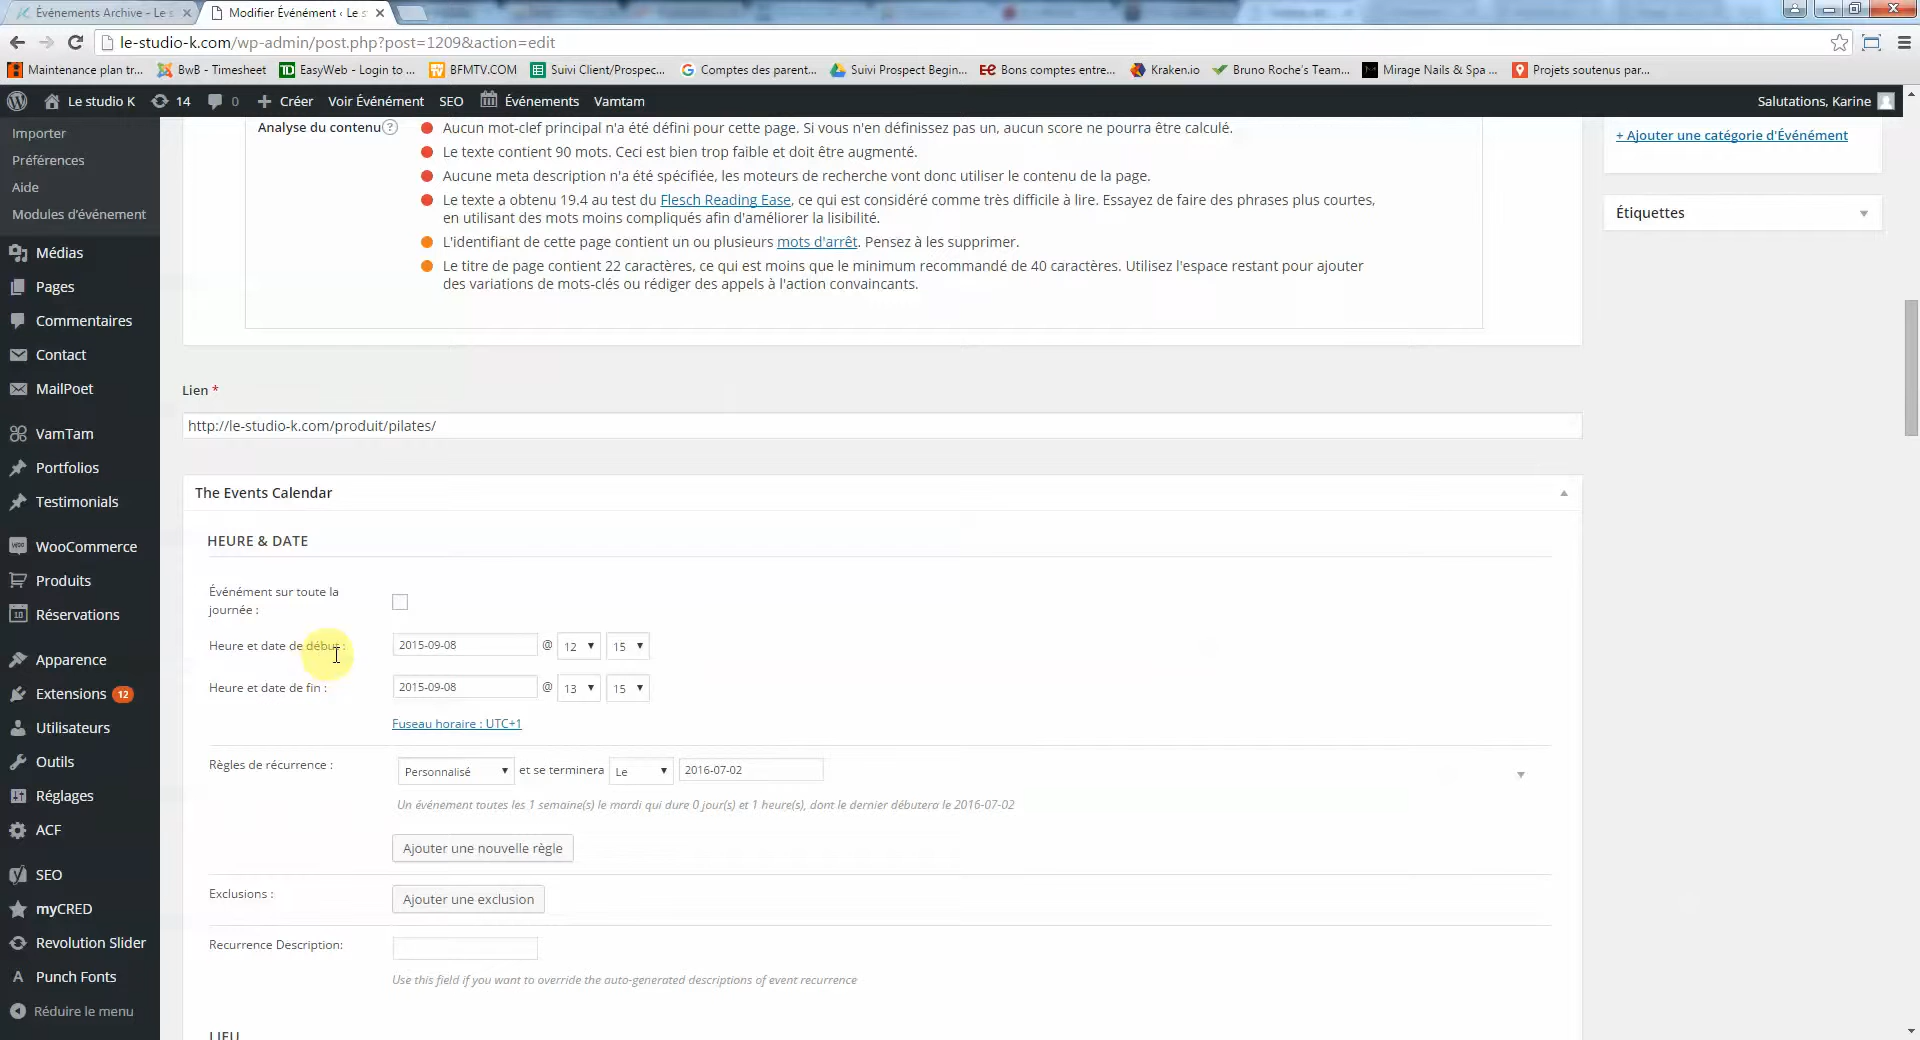 Événements Archive – Le s
Modifier Événément ‹ Le s
le-studio-k.com/wp-admin/post.php?post=1209&action=edit
Maintenance plan tr...
BwB - Timesheet
TD EasyWeb - Login to ...
BFMTV.COM
Suivi Client/Prospec...
Comptes des parent...
Suivi Prospect Begin...
Bons comptes entre...
Kraken.io
Bruno Roche's Team...
Mirage Nails & Spa ...
Projets soutenus par...
Le studio K
14
0
Créer
Voir Événément
SEO
Événements
Vamtam
Salutations, Karine
Importer
Préférences
Aide
Modules d'événement
Médias
Pages
Commentaires
Contact
MailPoet
VamTam
Portfolios
Testimonials
WooCommerce
Produits
Réservations
Apparence
Extensions 12
Utilisateurs
Outils
Réglages
ACF
SEO
myCRED
Revolution Slider
Punch Fonts
Réduire le menu
Analyse du contenu ?
Aucun mot-clef principal n'a été défini pour cette page. Si vous n'en définissez pas un, aucun score ne pourra être calculé.
Le texte contient 90 mots. Ceci est bien trop faible et doit être augmenté.
Aucune meta description n'a été spécifiée, les moteurs de recherche vont donc utiliser le contenu de la page.
Le texte a obtenu 19.4 au test du Flesch Reading Ease, ce qui est considéré comme très difficile à lire. Essayez de faire des phrases plus courtes,
en utilisant des mots moins compliqués afin d'améliorer la lisibilité.
L'identifiant de cette page contient un ou plusieurs mots d'arrêt. Pensez à les supprimer.
Le titre de page contient 22 caractères, ce qui est moins que le minimum recommandé de 40 caractères. Utilisez l'espace restant pour ajouter
des variations de mots-clés ou rédiger des appels à l'action convaincants.
Lien *
http://le-studio-k.com/produit/pilates/
The Events Calendar
HEURE & DATE
Événément sur toute la
journée :
Heure et date de début :
2015-09-08 @ 12 15
Heure et date de fin :
2015-09-08 @ 13 15
Fuseau horaire : UTC+1
Règles de récurrence :
Personnalisé et se terminera Le 2016-07-02
Un événement toutes les 1 semaine(s) le mardi qui dure 0 jour(s) et 1 heure(s), dont le dernier débutera le 2016-07-02
Ajouter une nouvelle règle
Exclusions :
Ajouter une exclusion
Recurrence Description:
Use this field if you want to override the auto-generated descriptions of event recurrence
LIEU
+ Ajouter une catégorie d'Événément
Étiquettes